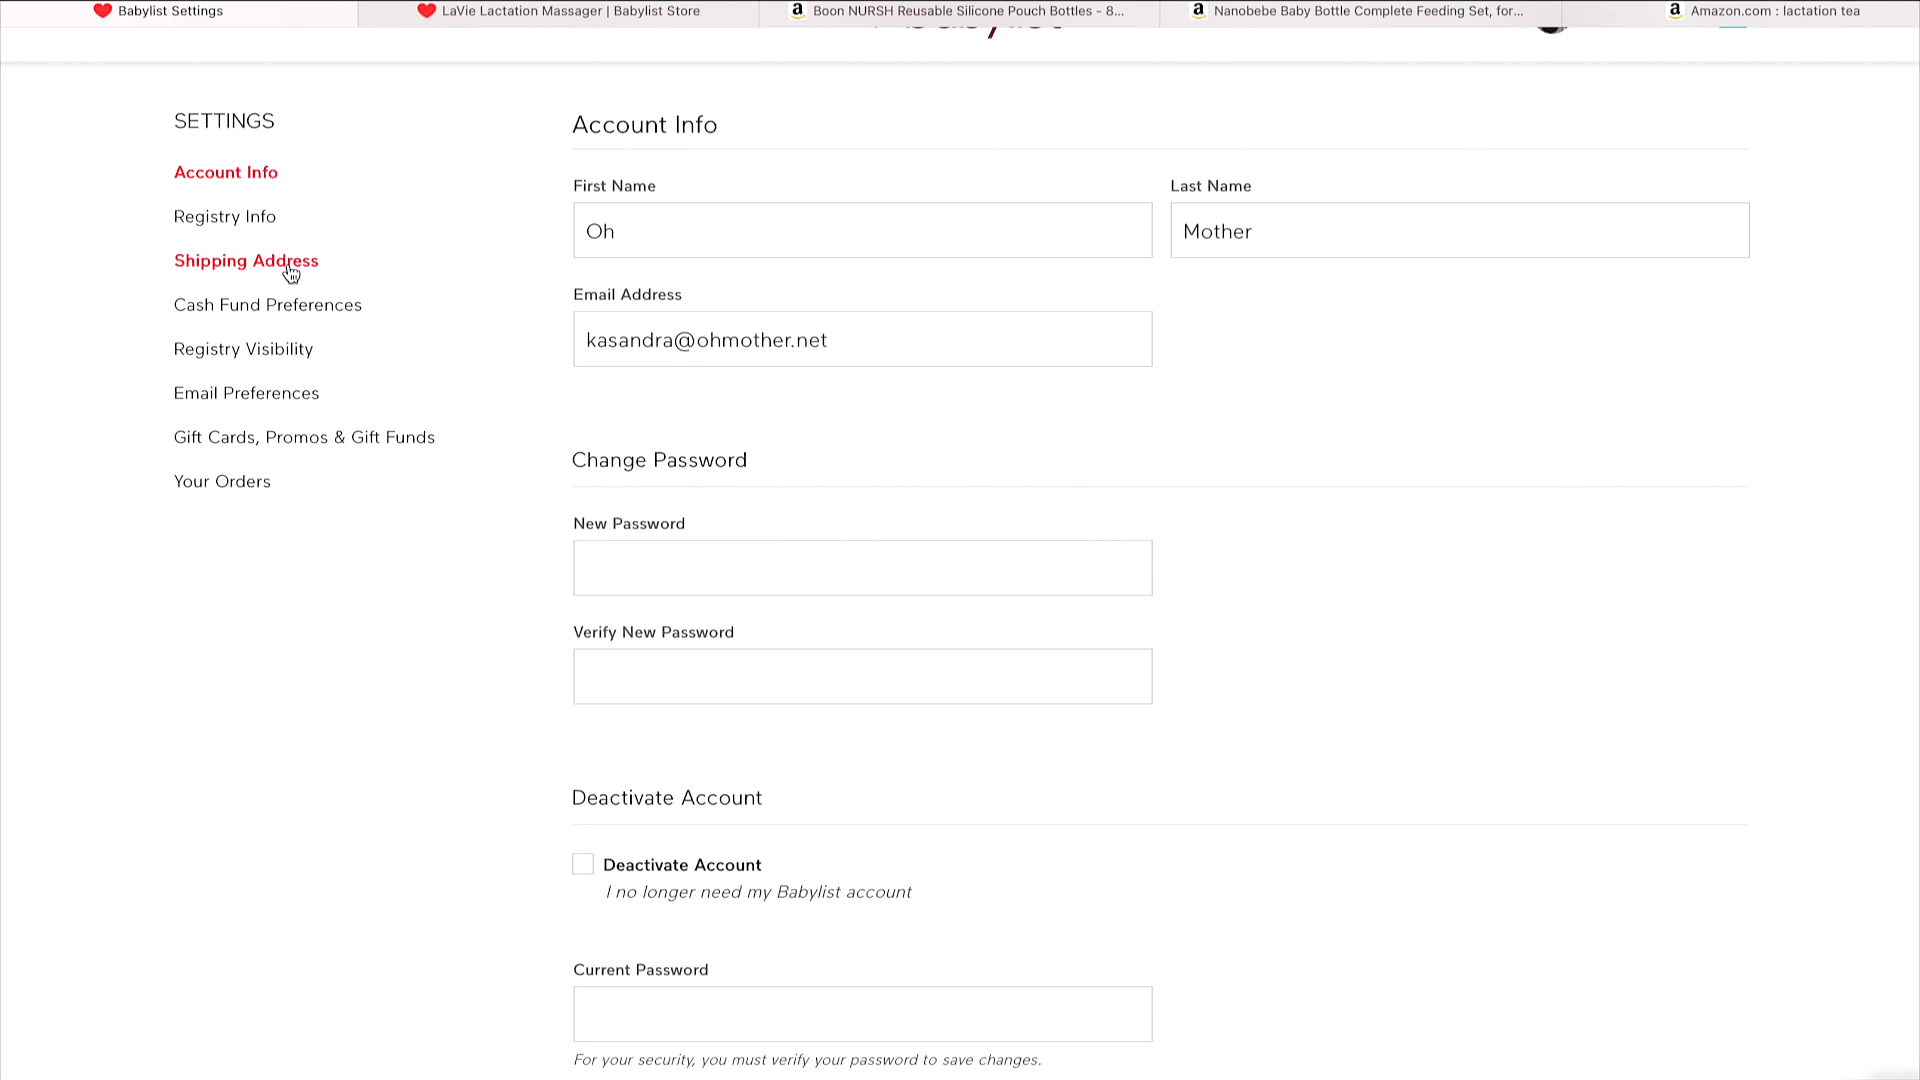 Babylist Settings
LaVie Lactation Massager | Babylist Store
Boon NURSH Reusable Silicone Pouch Bottles - 8...
Nanobebe Baby Bottle Complete Feeding Set, for...
Amazon.com : lactation tea
SETTINGS
Account Info
Registry Info
Shipping Address
Cash Fund Preferences
Registry Visibility
Email Preferences
Gift Cards, Promos & Gift Funds
Your Orders
Account Info
First Name
Last Name
Oh
Mother
Email Address
kasandra@ohmother.net
Change Password
New Password
Verify New Password
Deactivate Account
Deactivate Account
I no longer need my Babylist account
Current Password
For your security, you must verify your password to save changes.